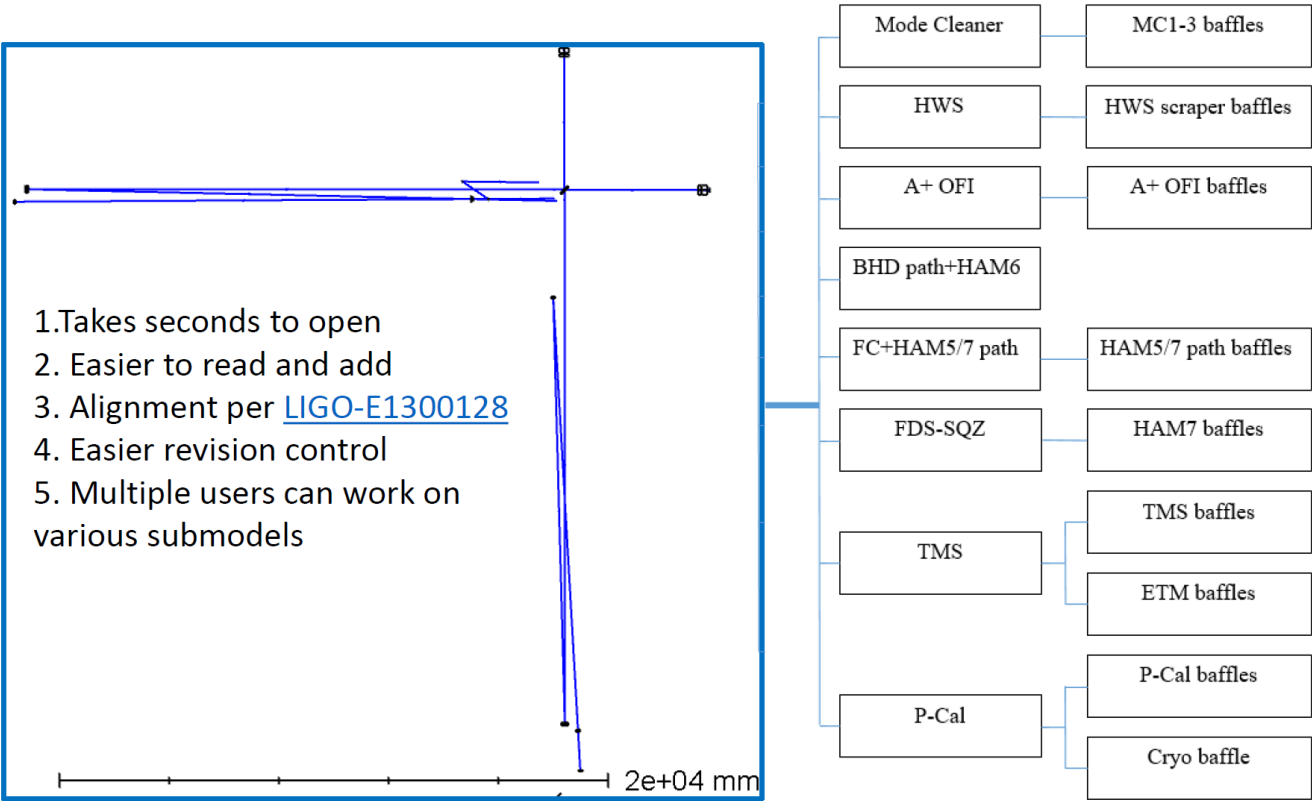 1.Takes seconds to open
2. Easier to read and add
3. Alignment per LIGO-E1300128
4. Easier revision control
5. Multiple users can work on
various submodels
2e+04 mm
Mode Cleaner
MC1-3 baffles
HWS
HWS scraper baffles
A+ OFI
A+ OFI baffles
BHD path+HAM6
FC+HAM5/7 path
HAM5/7 path baffles
FDS-SQZ
HAM7 baffles
TMS
TMS baffles
ETM baffles
P-Cal
P-Cal baffles
Cryo baffle